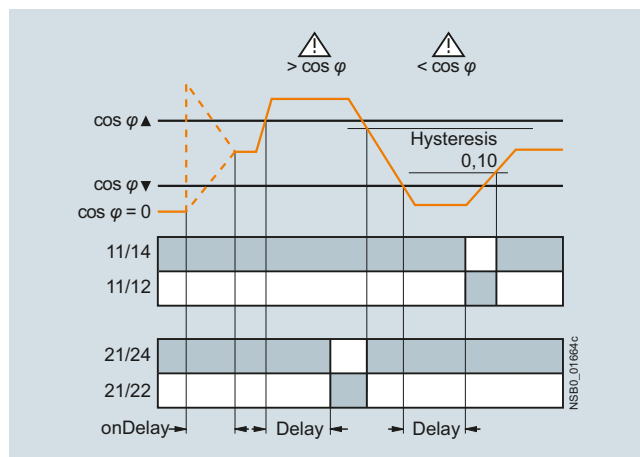 > cos φ
< cos φ
cos φ ▲
Hysteresis
0,10
cos φ ▼
cos φ = 0
11/14
11/12
21/24
21/22
onDelay
Delay
Delay
NSB0_01664c